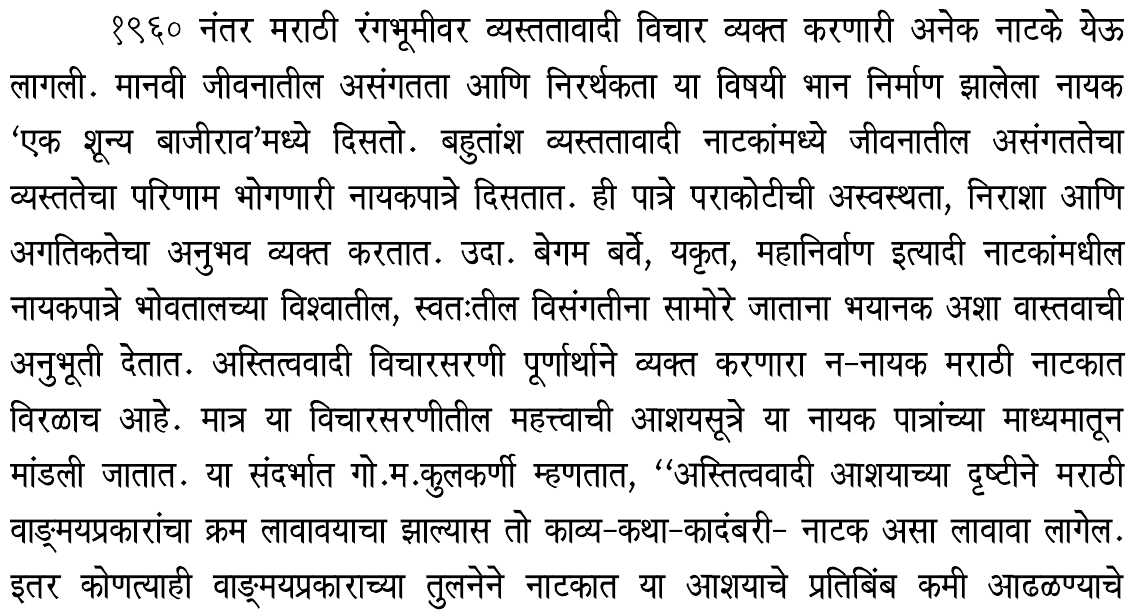 १९६० नंतर मराठी रंगभूमीवर व्यस्ततावादी विचार व्यक्त करणारी अनेक नाटके येऊ
लागली. मानवी जीवनातील असंगतता आणि निरर्थकता या विषयी भान निर्माण झालेला नायक
‘एक शून्य बाजीराव’मध्ये दिसतो. बहुतांश व्यस्ततावादी नाटकांमध्ये जीवनातील असंगततेचा
व्यस्ततेचा परिणाम भोगणारी नायकपात्रे दिसतात. ही पात्रे पराकोटीची अस्वस्थता, निराशा आणि
अगतिकतेचा अनुभव व्यक्त करतात. उदा. बेगम बर्वे, यकृत, महानिर्वाण इत्यादी नाटकांमधील
नायकपात्रे भोवतालच्या विश्वातील, स्वतःतील विसंगतीना सामोरे जाताना भयानक अशा वास्तवाची
अनुभूती देतात. अस्तित्ववादी विचारसरणी पूर्णार्थाने व्यक्त करणारा न-नायक मराठी नाटकात
विरळाच आहे. मात्र या विचारसरणीतील महत्त्वाची आशयसूत्रे या नायक पात्रांच्या माध्यमातून
मांडली जातात. या संदर्भात गो.म.कुलकर्णी म्हणतात, ‘‘अस्तित्ववादी आशयाच्या दृष्टीने मराठी
वाङ्मयप्रकारांचा क्रम लावावयाचा झाल्यास तो काव्य-कथा-कादंबरी- नाटक असा लावावा लागेल.
इतर कोणत्याही वाङ्मयप्रकाराच्या तुलनेने नाटकात या आशयाचे प्रतिबिंब कमी आढळण्याचे